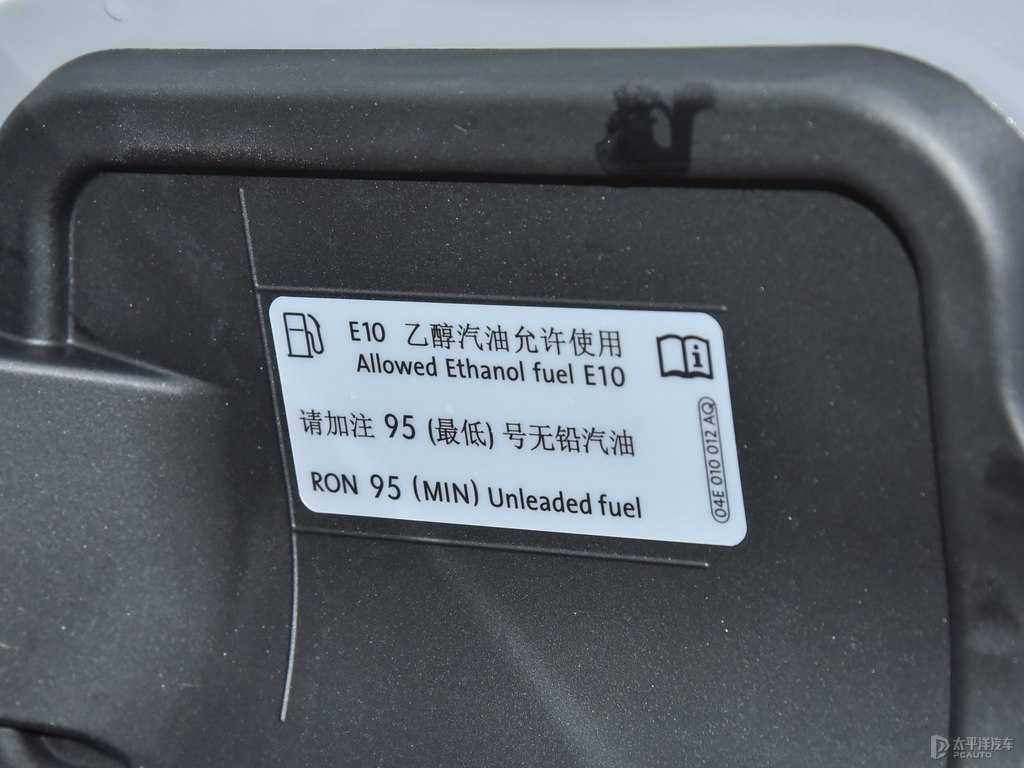 E10 乙醇汽油允许使用
Allowed Ethanol fuel E10
请加注 95 (最低) 号无铅汽油
RON 95 (MIN) Unleaded fuel
04E 010 012 AQ
太平洋汽车
PCAUTO